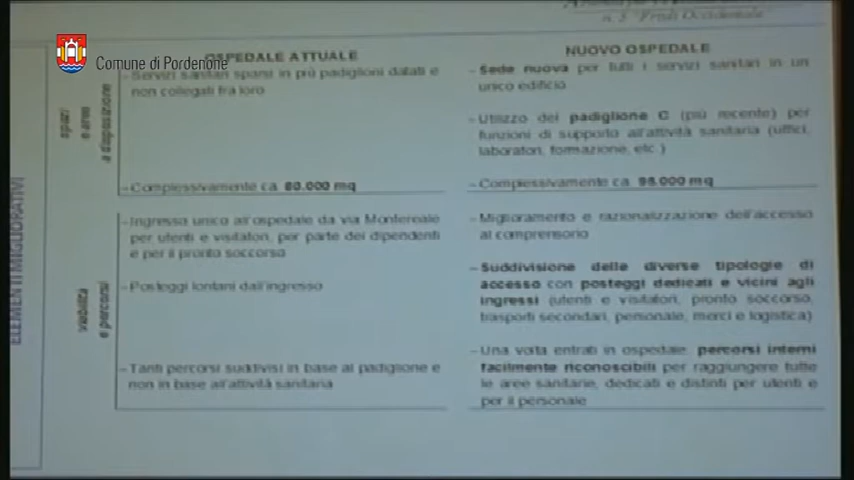 n. 5 "Friuli Occidentale"
Comune di Pordenone
OSPEDALE ATTUALE
NUOVO OSPEDALE
ELEMENTI MIGLIORATIVI
spazi
e aree
a disposizione
- Servizi sanitari sparsi in più padiglioni datati e
non collegati fra loro
- Complessivamente ca. 80.000 mq
- Sede nuova per tutti i servizi sanitari in un
unico edificio
- Utilizzo del padiglione C (più recente) per
funzioni di supporto all'attività sanitaria (uffici,
laboratori, formazione, etc.)
- Complessivamente ca. 95.000 mq
viabilità
e percorsi
- Ingresso unico all'ospedale da via Montereale
per utenti e visitatori, per parte dei dipendenti
e per il pronto soccorso
- Posteggi lontani dall'ingresso
- Tanti percorsi suddivisi in base al padiglione e
non in base all'attività sanitaria
- Miglioramento e razionalizzazione dell'accesso
al comprensorio
- Suddivisione delle diverse tipologie di
accesso con posteggi dedicati e vicini agli
ingressi (utenti e visitatori, pronto soccorso,
trasporti secondari, personale, merci e logistica)
- Una volta entrati in ospedale, percorsi interni
facilmente riconoscibili per raggiungere tutte
le aree sanitarie, dedicati e distinti per utenti e
per il personale